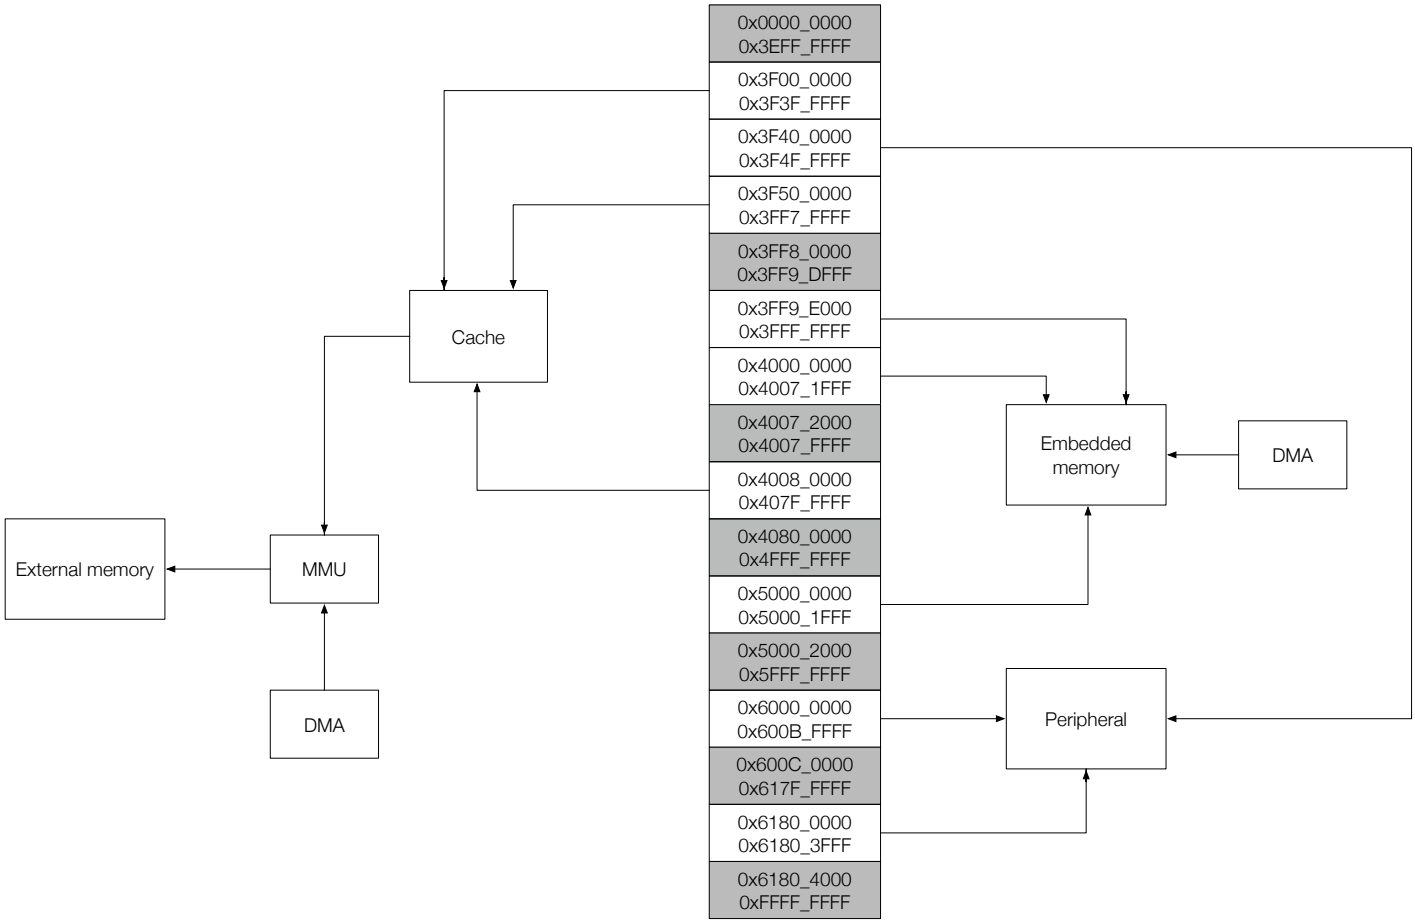 0x0000_0000
0x3EFF_FFFF
0x3F00_0000
0x3F3F_FFFF
0x3F40_0000
0x3F4F_FFFF
0x3F50_0000
0x3FF7_FFFF
0x3FF8_0000
0x3FF9_DFFF
0x3FF9_E000
0x3FFF_FFFF
0x4000_0000
0x4007_1FFF
0x4007_2000
0x4007_FFFF
0x4008_0000
0x407F_FFFF
0x4080_0000
0x4FFF_FFFF
0x5000_0000
0x5000_1FFF
0x5000_2000
0x5FFF_FFFF
0x6000_0000
0x600B_FFFF
0x600C_0000
0x617F_FFFF
0x6180_0000
0x6180_3FFF
0x6180_4000
0xFFFF_FFFF
Cache
External memory
MMU
DMA
Embedded
memory
DMA
Peripheral